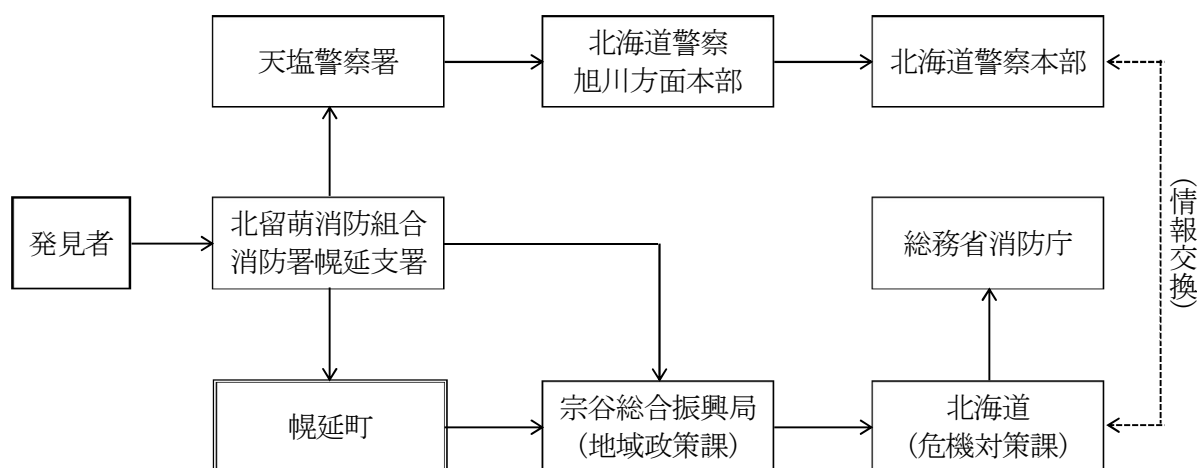 天塩警察署
北海道警察
旭川方面本部
北海道警察本部
発見者
北留萌消防組合
消防署幌延支署
総務省消防庁
(情報交換)
幌延町
宗谷総合振興局
(地域政策課)
北海道
(危機対策課)